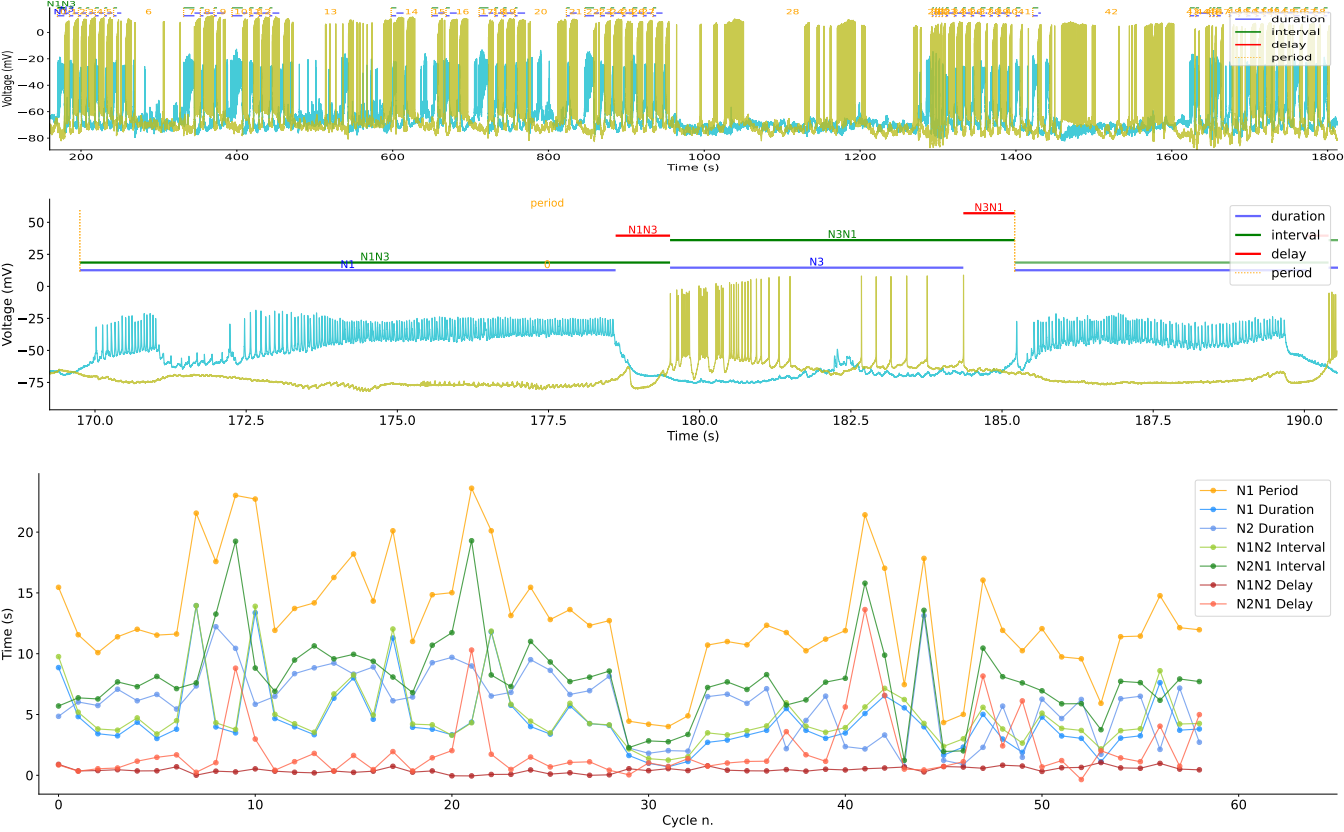 N1N3
6 14 16 20 28 42
13
duration
interval
delay
period
0
−20
−40
−60
−80
Voltage (mV)
200 400 600 800 1000 1200 1400 1600 1800
Time (s)
period
N3N1
N1N3
N3N1
N1N3
N1 0 N3
duration
interval
delay
period
50
25
0
−25
−50
−75
Voltage (mV)
170.0 172.5 175.0 177.5 180.0 182.5 185.0 187.5 190.0
Time (s)
N1 Period
N1 Duration
N2 Duration
N1N2 Interval
N2N1 Interval
N1N2 Delay
N2N1 Delay
20
15
10
5
0
Time (s)
0 10 20 30 40 50 60
Cycle n.